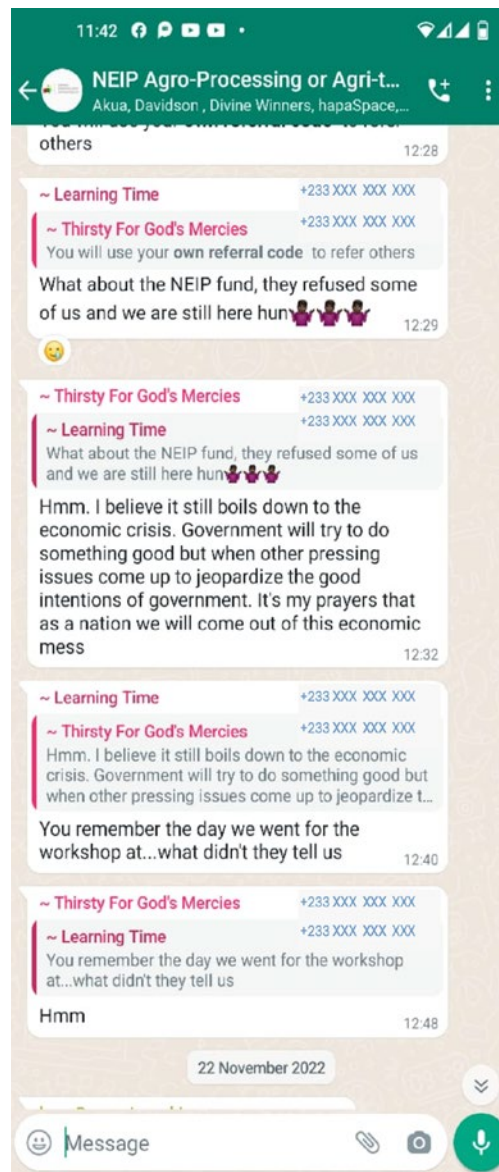 11:42
NEIP Agro-Processing or Agri-t...
Akua, Davidson , Divine Winners, hapaSpace,...
others
12:28
~ Learning Time +233 XXX XXX XXX
~ Thirsty For God's Mercies +233 XXX XXX XXX
You will use your own referral code to refer others
What about the NEIP fund, they refused some
of us and we are still here hun
12:29
~ Thirsty For God's Mercies +233 XXX XXX XXX
~ Learning Time +233 XXX XXX XXX
What about the NEIP fund, they refused some of us
and we are still here hun
Hmm. I believe it still boils down to the
economic crisis. Government will try to do
something good but when other pressing
issues come up to jeopardize the good
intentions of government. It's my prayers that
as a nation we will come out of this economic
mess
12:32
~ Learning Time +233 XXX XXX XXX
~ Thirsty For God's Mercies +233 XXX XXX XXX
Hmm. I believe it still boils down to the economic
crisis. Government will try to do something good but
when other pressing issues come up to jeopardize t...
You remember the day we went for the
workshop at...what didn't they tell us
12:40
~ Thirsty For God's Mercies +233 XXX XXX XXX
~ Learning Time +233 XXX XXX XXX
You remember the day we went for the workshop
at...what didn't they tell us
Hmm
12:48
22 November 2022
Message